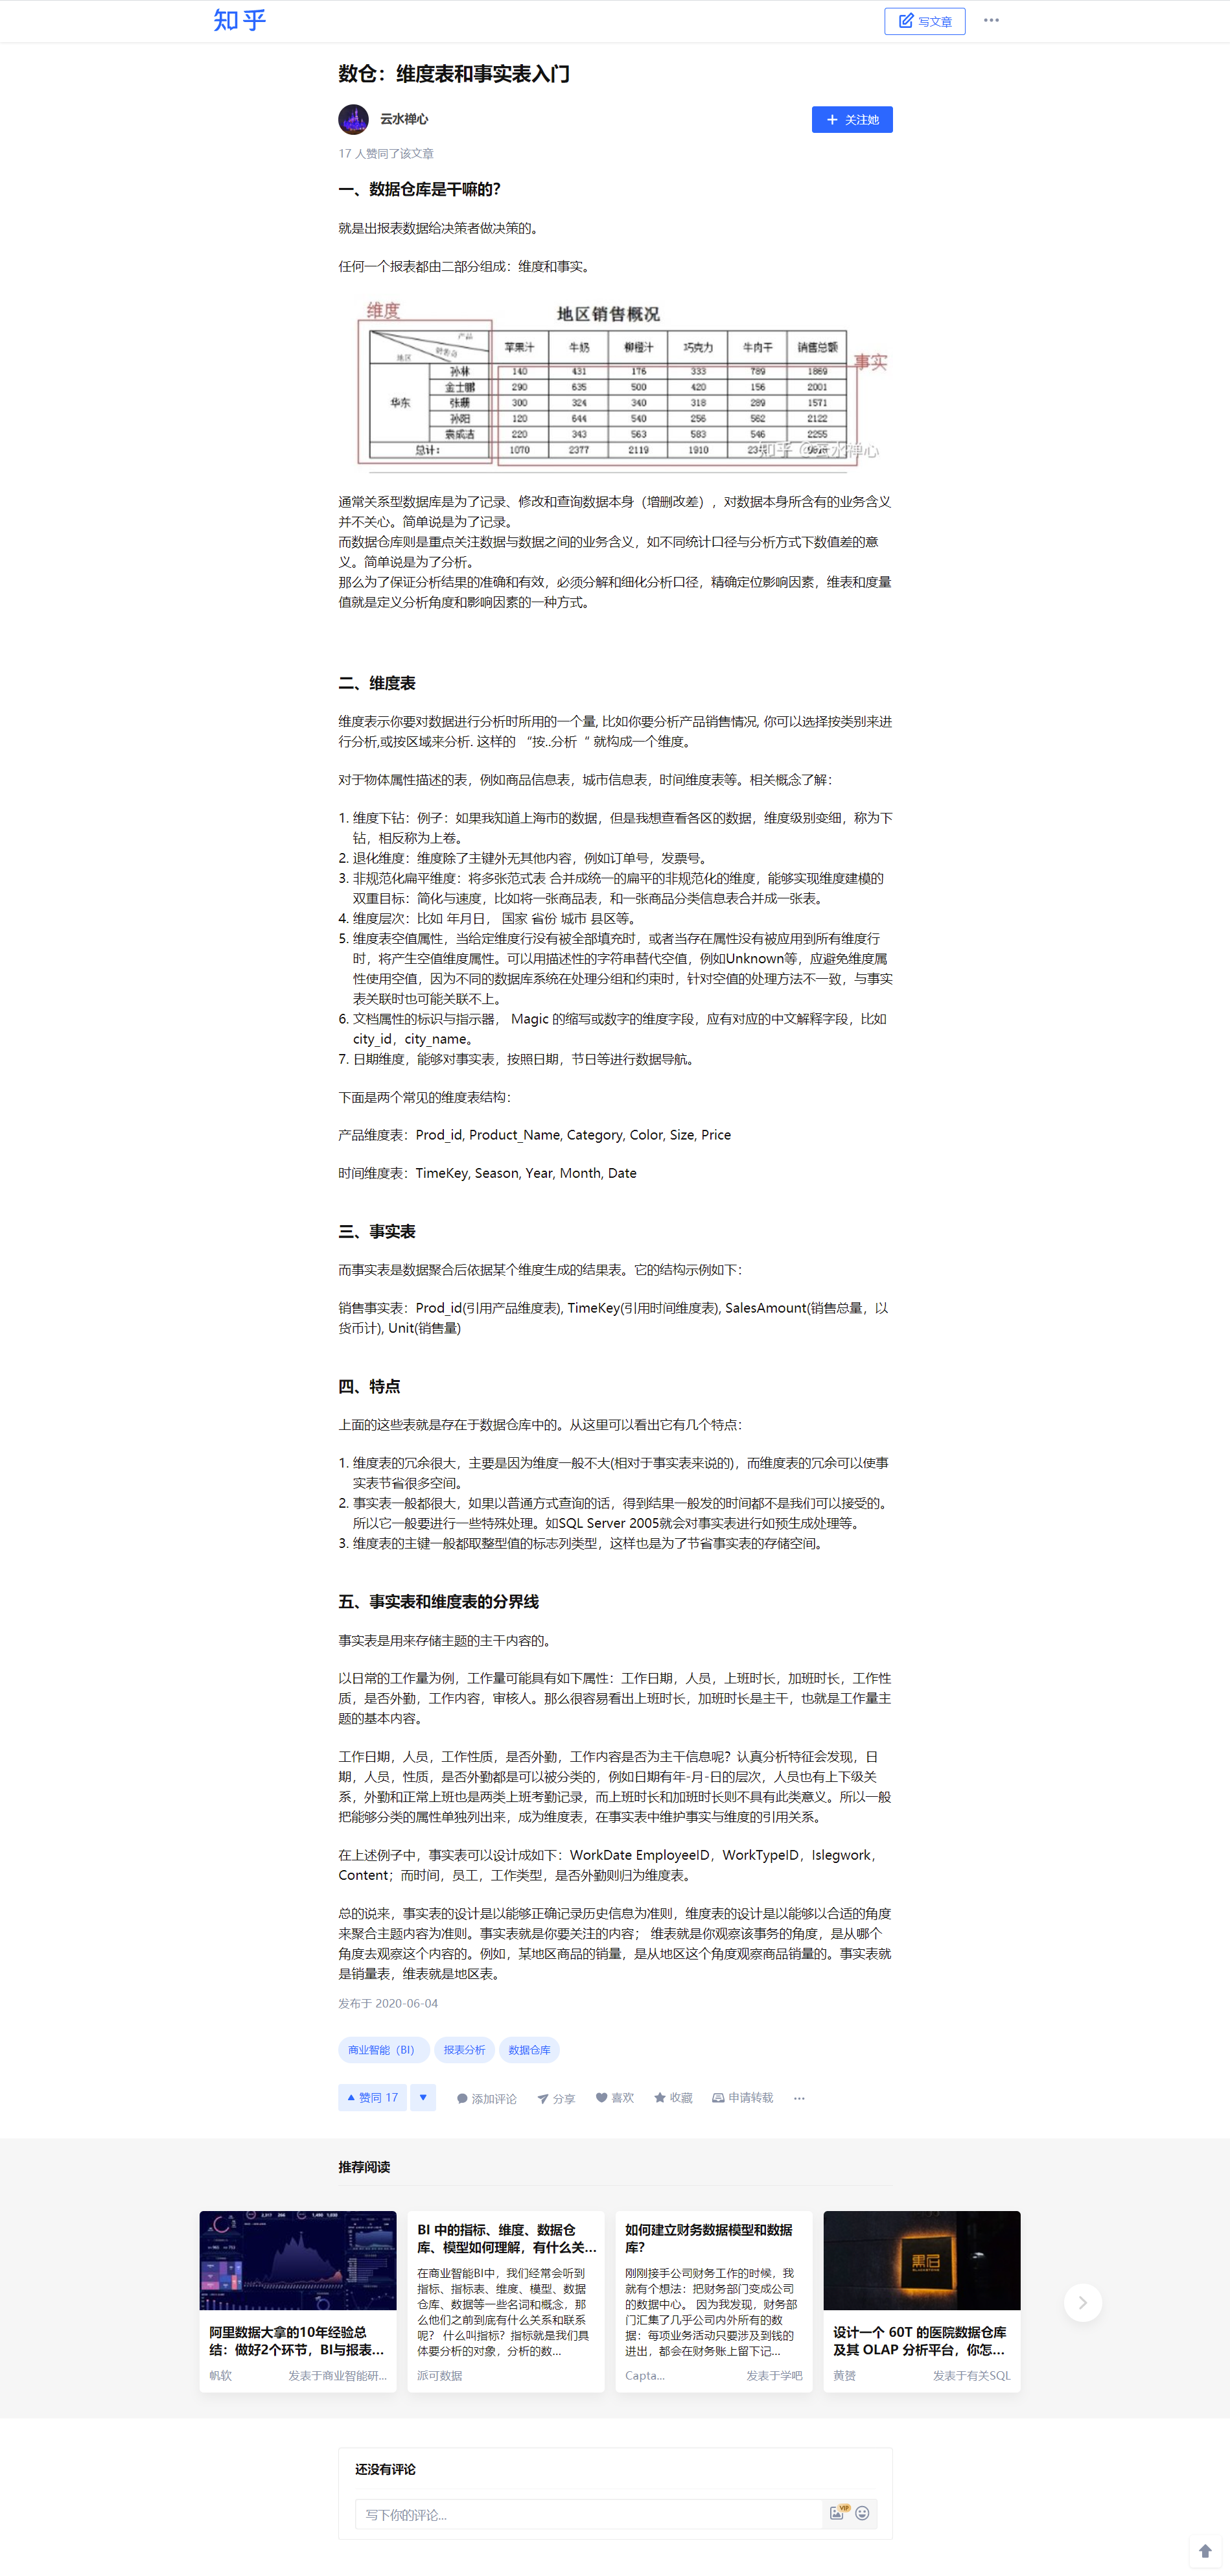 知乎
写文章
数仓：维度表和事实表入门
云水禅心
关注她
17 人赞同了该文章
一、数据仓库是干嘛的？
就是出报表数据给决策者做决策的。
任何一个报表都由二部分组成：维度和事实。
维度
地区销售概况
产品
地区
苹果汁 牛奶 柳橙汁 巧克力 牛肉干 销售总额
事实
孙林 140 431 176 333 789 1869
金士鹏 290 635 500 420 156 2001
华东 张颖 300 324 340 318 289 1571
孙阳 120 644 540 256 562 2122
袁成洁 220 343 563 583 546 2255
总计： 1070 2377 2119 1910
知乎 @云水禅心
通常关系型数据库是为了记录、修改和查询数据本身（增删改差），对数据本身所含有的业务含义
并不关心。简单说是为了记录。
而数据仓库则是重点关注数据与数据之间的业务含义，如不同统计口径与分析方式下数值差的意
义。简单说是为了分析。
那么为了保证分析结果的准确和有效，必须分解和细化分析口径，精确定位影响因素，维表和度量
值就是定义分析角度和影响因素的一种方式。
二、维度表
维度表示你要对数据进行分析时所用的一个量, 比如你要分析产品销售情况, 你可以选择按类别来进
行分析,或按区域来分析. 这样的 “按..分析 “ 就构成一个维度。
对于物体属性描述的表，例如商品信息表，城市信息表，时间维度表等。相关概念了解：
1. 维度下钻：例子：如果我知道上海市的数据，但是我想查看各区的数据，维度级别变细，称为下
钻，相反称为上卷。
2. 退化维度：维度除了主键外无其他内容，例如订单号，发票号。
3. 非规范化扁平维度：将多张范式表 合并成统一的扁平的非规范化的维度，能够实现维度建模的
双重目标：简化与速度，比如将一张商品表，和一张商品分类信息表合并成一张表。
4. 维度层次：比如 年月日， 国家 省份 城市 县区等。
5. 维度表空值属性，当给定维度行没有被全部填充时，或者当存在属性没有被应用到所有维度行
时，将产生空值维度属性。可以用描述性的字符串替代空值，例如Unknown等，应避免维度属
性使用空值，因为不同的数据库系统在处理分组和约束时，针对空值的处理方法不一致，与事实
表关联时也可能关联不上。
6. 文档属性的标识与指示器， Magic 的缩写或数字的维度字段，应有对应的中文解释字段，比如
city_id，city_name。
7. 日期维度，能够对事实表，按照日期，节日等进行数据导航。
下面是两个常见的维度表结构：
产品维度表：Prod_id, Product_Name, Category, Color, Size, Price
时间维度表：TimeKey, Season, Year, Month, Date
三、事实表
而事实表是数据聚合后依据某个维度生成的结果表。它的结构示例如下：
销售事实表：Prod_id(引用产品维度表), TimeKey(引用时间维度表), SalesAmount(销售总量，以
货币计), Unit(销售量)
四、特点
上面的这些表就是存在于数据仓库中的。从这里可以看出它有几个特点：
1. 维度表的冗余很大，主要是因为维度一般不大(相对于事实表来说的)，而维度表的冗余可以使事
实表节省很多空间。
2. 事实表一般都很大，如果以普通方式查询的话，得到结果一般发的时间都不是我们可以接受的。
所以它一般要进行一些特殊处理。如SQL Server 2005就会对事实表进行如预生成处理等。
3. 维度表的主键一般都取整型值的标志列类型，这样也是为了节省事实表的存储空间。
五、事实表和维度表的分界线
事实表是用来存储主题的主干内容的。
以日常的工作量为例，工作量可能具有如下属性：工作日期，人员，上班时长，加班时长，工作性
质，是否外勤，工作内容，审核人。那么很容易看出上班时长，加班时长是主干，也就是工作量主
题的基本内容。
工作日期，人员，工作性质，是否外勤，工作内容是否为主干信息呢？认真分析特征会发现，日
期，人员，性质，是否外勤都是可以被分类的，例如日期有年-月-日的层次，人员也有上下级关
系，外勤和正常上班也是两类上班考勤记录，而上班时长和加班时长则不具有此类意义。所以一般
把能够分类的属性单独列出来，成为维度表，在事实表中维护事实与维度的引用关系。
在上述例子中，事实表可以设计成如下：WorkDate EmployeeID，WorkTypeID，Islegwork，
Content；而时间，员工，工作类型，是否外勤则归为维度表。
总的说来，事实表的设计是以能够正确记录历史信息为准则，维度表的设计是以能够以合适的角度
来聚合主题内容为准则。事实表就是你要关注的内容； 维表就是你观察该事务的角度，是从哪个
角度去观察这个内容的。例如，某地区商品的销量，是从地区这个角度观察商品销量的。事实表就
是销量表，维表就是地区表。
发布于 2020-06-04
商业智能（BI） 报表分析 数据仓库
赞同 17 添加评论 分享 喜欢 收藏 申请转载
推荐阅读
阿里数据大拿的10年经验总
结：做好2个环节，BI与报表...
帆软 发表于商业智能研...
BI 中的指标、维度、数据仓
库、模型如何理解，有什么关...
在商业智能BI中，我们经常会听到
指标、指标表、维度、模型、数据
仓库、数据等一些名词和概念，那
么他们之前到底有什么关系和联系
呢？ 什么叫指标？指标就是我们具
体要分析的对象，分析的数...
派可数据
如何建立财务数据模型和数据
库？
刚刚接手公司财务工作的时候，我
就有个想法：把财务部门变成公司
的数据中心。 因为我发现，财务部
门汇集了几乎公司内外所有的数
据：每项业务活动只要涉及到钱的
进出，都会在财务账上留下记...
Capta... 发表于学吧
黑石
设计一个 60T 的医院数据仓库
及其 OLAP 分析平台，你怎...
黄赟 发表于有关SQL
还没有评论
写下你的评论...
VIP